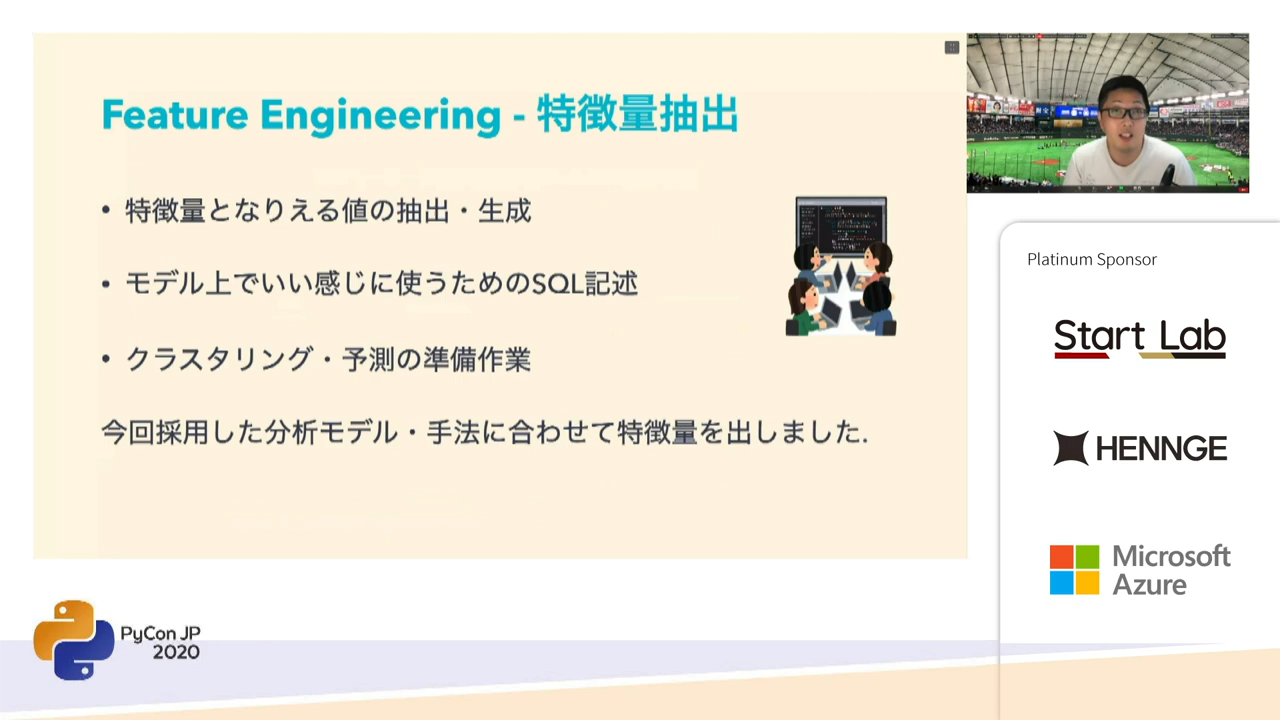 Feature Engineering - 特徴量抽出
• 特徴量となりえる値の抽出・生成
• モデル上でいい感じに使うためのSQL記述
• クラスタリング・予測の準備作業
今回採用した分析モデル・手法に合わせて特徴量を出しました.
Platinum Sponsor
Start Lab
HENNGE
Microsoft
Azure
PyCon JP
2020